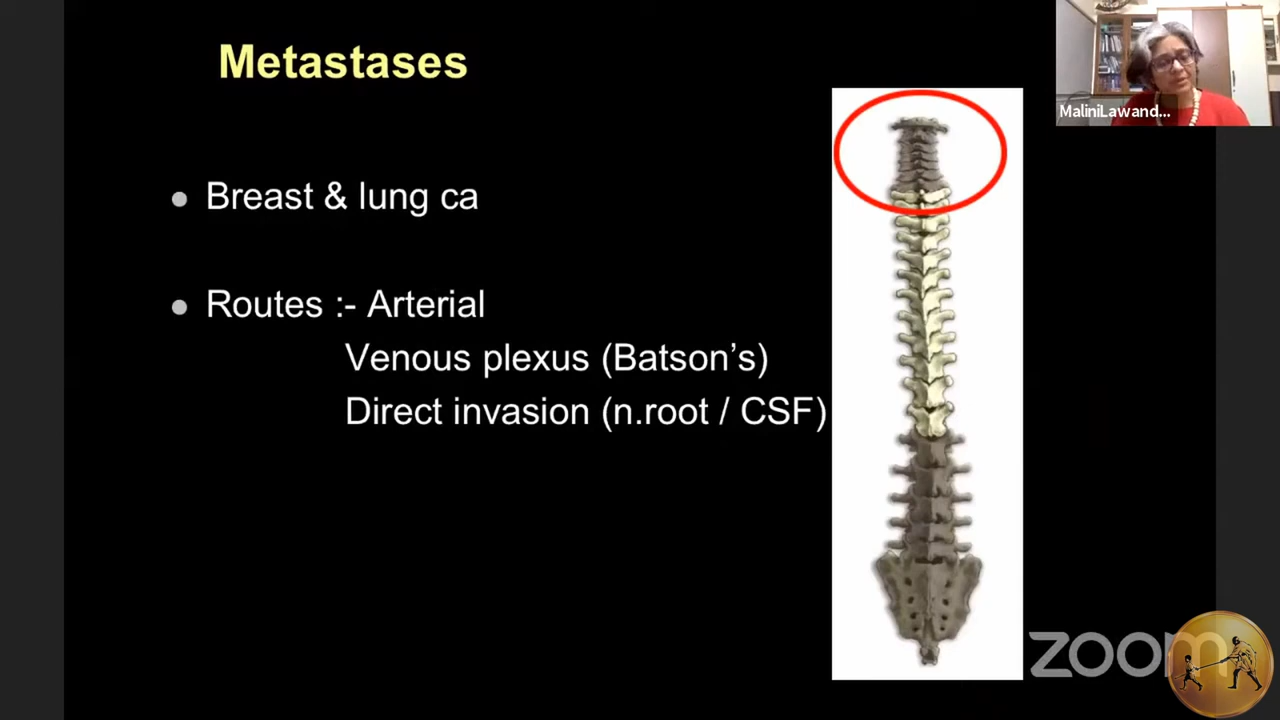 Metastases
MaliniLawand...
Breast & lung ca
Routes :- Arterial
Venous plexus (Batson’s)
Direct invasion (n.root / CSF)
zoom